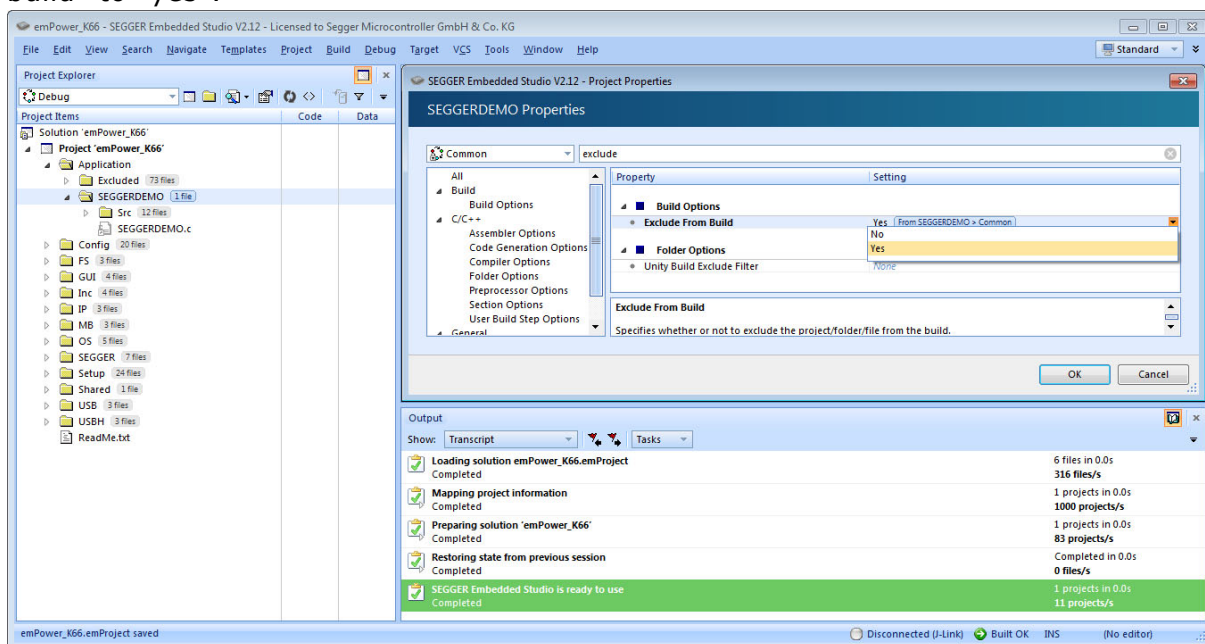 build" to "yes".
emPower_K66 - SEGGER Embedded Studio V2.12 - Licensed to Segger Microcontroller GmbH & Co. KG
File Edit View Search Navigate Templates Project Build Debug Target VCS Tools Window Help
Standard
Project Explorer
Debug
Project Items Code Data
Solution 'emPower_K66'
Project 'emPower_K66'
Application
Excluded 73 files
SEGGERDEMO 1 file
Src 12 files
SEGGERDEMO.c
Config 20 files
FS 3 files
GUI 4 files
Inc 4 files
IP 3 files
MB 3 files
OS 5 files
SEGGER 7 files
Setup 24 files
Shared 1 file
USB 3 files
USBH 3 files
ReadMe.txt
SEGGER Embedded Studio V2.12 - Project Properties
SEGGERDEMO Properties
Common
exclude
All
Build
Build Options
C/C++
Assembler Options
Code Generation Options
Compiler Options
Folder Options
Preprocessor Options
Section Options
User Build Step Options
General
Property Setting
Build Options
Exclude From Build Yes From SEGGERDEMO » Common
No
Yes
Folder Options
Unity Build Exclude Filter None
Exclude From Build
Specifies whether or not to exclude the project/folder/file from the build.
OK Cancel
Output
Show: Transcript Tasks
Loading solution emPower_K66.emProject 6 files in 0.0s
Completed 316 files/s
Mapping project information 1 projects in 0.0s
Completed 1000 projects/s
Preparing solution 'emPower_K66' 1 projects in 0.0s
Completed 83 projects/s
Restoring state from previous session Completed in 0.0s
Completed 0 files/s
SEGGER Embedded Studio is ready to use 1 projects in 0.0s
Completed 11 projects/s
emPower_K66.emProject saved Disconnected (J-Link) Built OK INS (No editor)